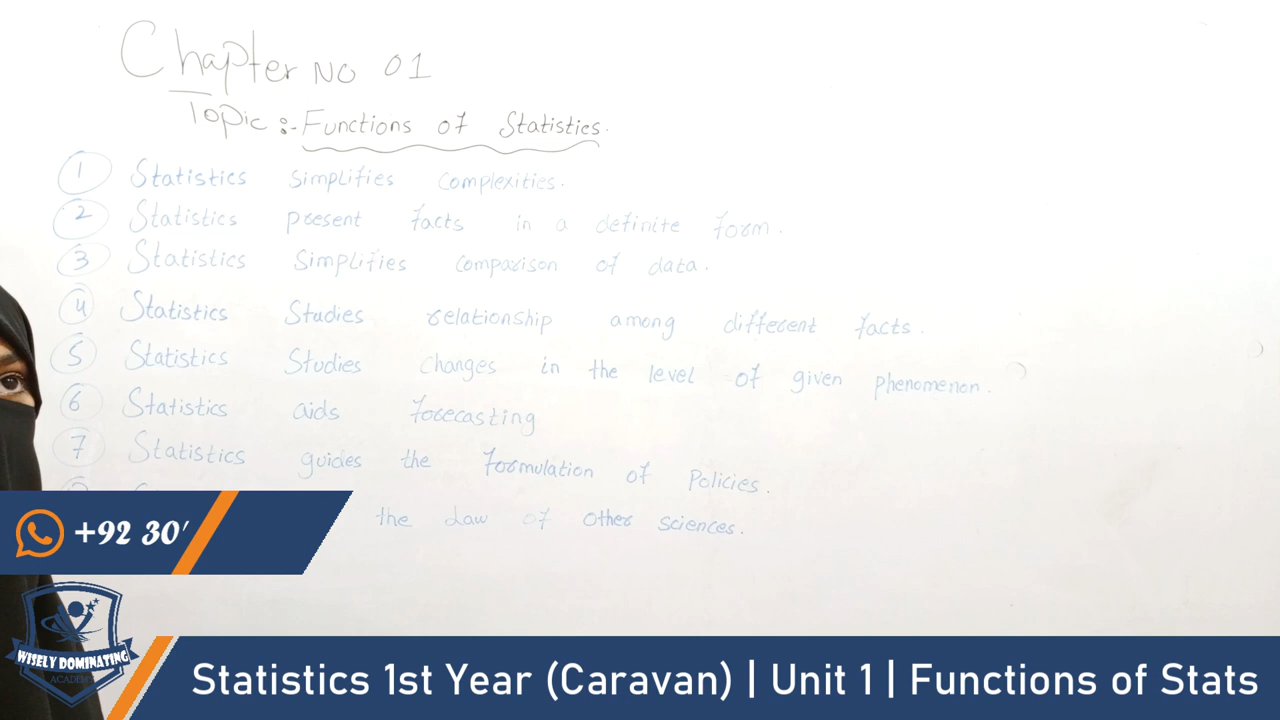 Chapter No 01
Topic :- Functions of Statistics.
1 Statistics simplifies complexities.
2 Statistics present facts in a definite form.
3 Statistics Simplifies comparison of data.
4 Statistics Studies relationship among different facts.
5 Statistics Studies changes in the level of given phenomenon.
6 Statistics aids forecasting
7 Statistics guides the formulation of Policies.
the Law of Other sciences.
+92 30
WISELY DOMINATING
ACADEMY
Statistics 1st Year (Caravan) | Unit 1 | Functions of Stats